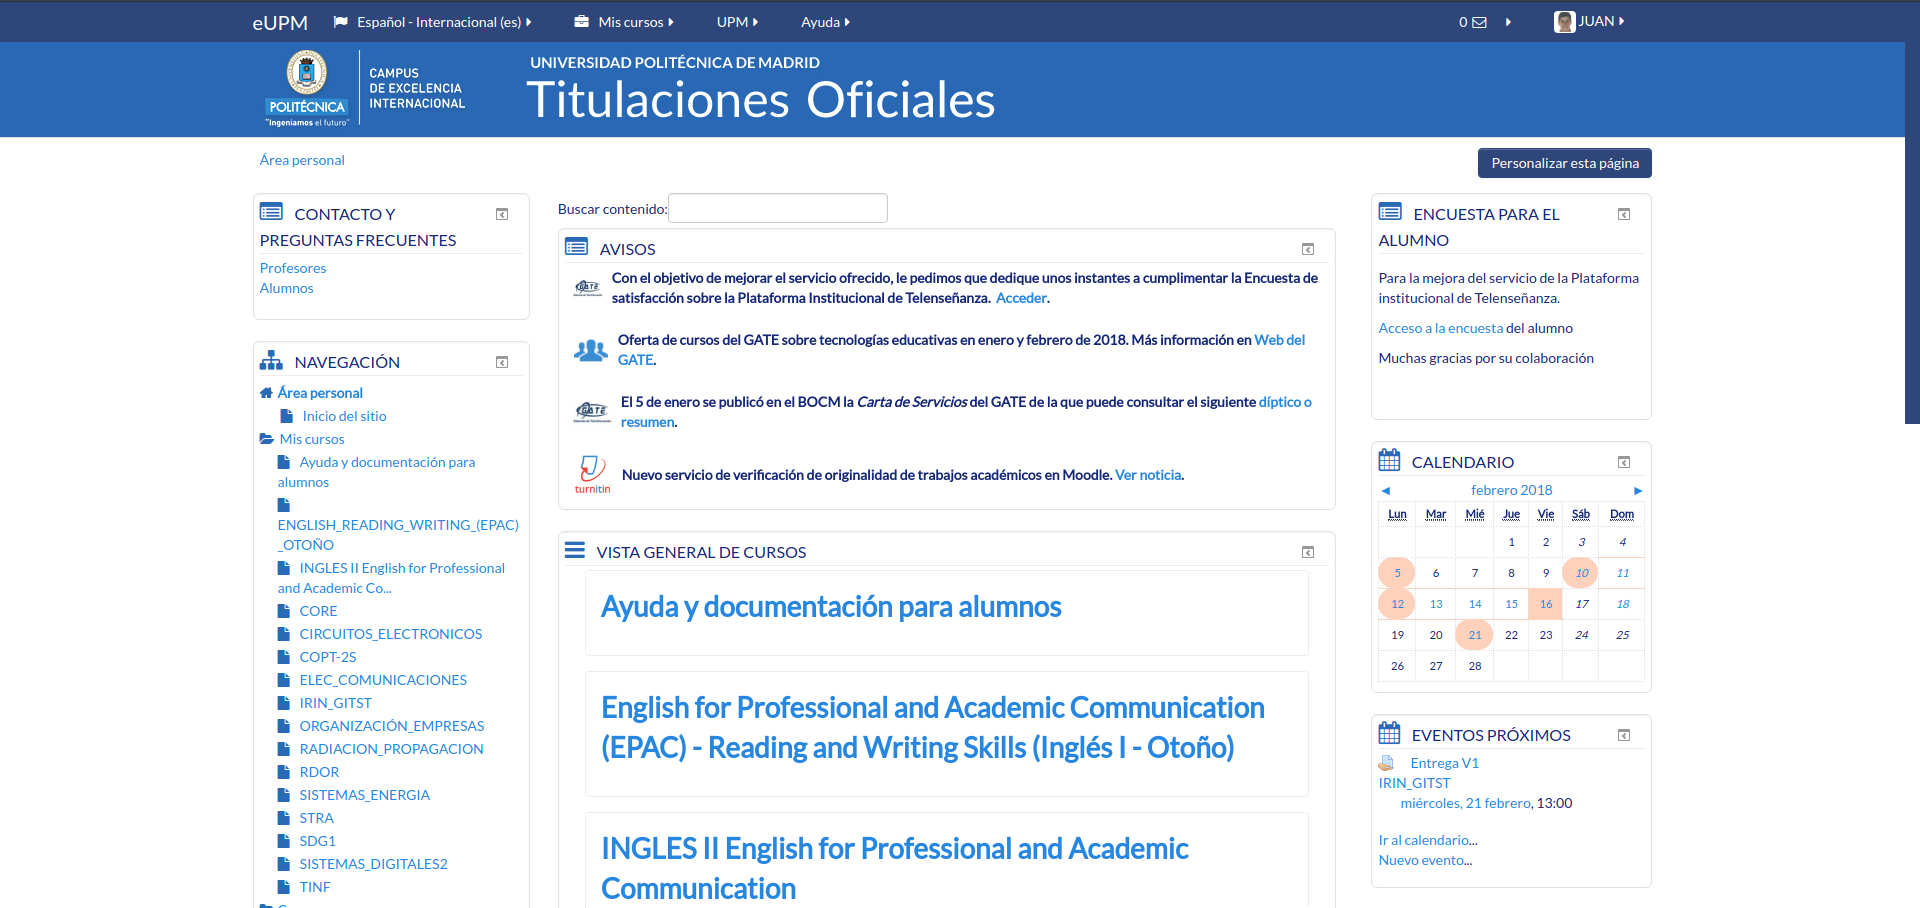 eUPM
Español - Internacional (es)
Mis cursos
UPM
Ayuda
0
JUAN
POLITÉCNICA
"Ingeniamos el futuro"
CAMPUS
DE EXCELENCIA
INTERNACIONAL
UNIVERSIDAD POLITÉCNICA DE MADRID
Titulaciones Oficiales
Área personal
Personalizar esta página
CONTACTO Y
PREGUNTAS FRECUENTES
Profesores
Alumnos
NAVEGACIÓN
Área personal
Inicio del sitio
Mis cursos
Ayuda y documentación para
alumnos
ENGLISH_READING_WRITING_(EPAC)
_OTOÑO
INGLES II English for Professional
and Academic Co...
CORE
CIRCUITOS_ELECTRONICOS
COPT-2S
ELEC_COMUNICACIONES
IRIN_GITST
ORGANIZACIÓN_EMPRESAS
RADIACION_PROPAGACION
RDOR
SISTEMAS_ENERGIA
STRA
SDG1
SISTEMAS_DIGITALES2
TINF
Buscar contenido:
AVISOS
GATE
Con el objetivo de mejorar el servicio ofrecido, le pedimos que dedique unos instantes a cumplimentar la Encuesta de
satisfacción sobre la Plataforma Institucional de Telenseñanza. Acceder.
Oferta de cursos del GATE sobre tecnologías educativas en enero y febrero de 2018. Más información en Web del
GATE.
GATE
El 5 de enero se publicó en el BOCM la Carta de Servicios del GATE de la que puede consultar el siguiente díptico o
resumen.
turnitin
Nuevo servicio de verificación de originalidad de trabajos académicos en Moodle. Ver noticia.
VISTA GENERAL DE CURSOS
Ayuda y documentación para alumnos
English for Professional and Academic Communication
(EPAC) - Reading and Writing Skills (Inglés I - Otoño)
INGLES II English for Professional and Academic
Communication
ENCUESTA PARA EL
ALUMNO
Para la mejora del servicio de la Plataforma
institucional de Telenseñanza.
Acceso a la encuesta del alumno
Muchas gracias por su colaboración
CALENDARIO
◄ febrero 2018 ►
Lun Mar Mié Jue Vie Sáb Dom
1 2 3 4
5 6 7 8 9 10 11
12 13 14 15 16 17 18
19 20 21 22 23 24 25
26 27 28
EVENTOS PRÓXIMOS
Entrega V1
IRIN_GITST
miércoles, 21 febrero, 13:00
Ir al calendario...
Nuevo evento...